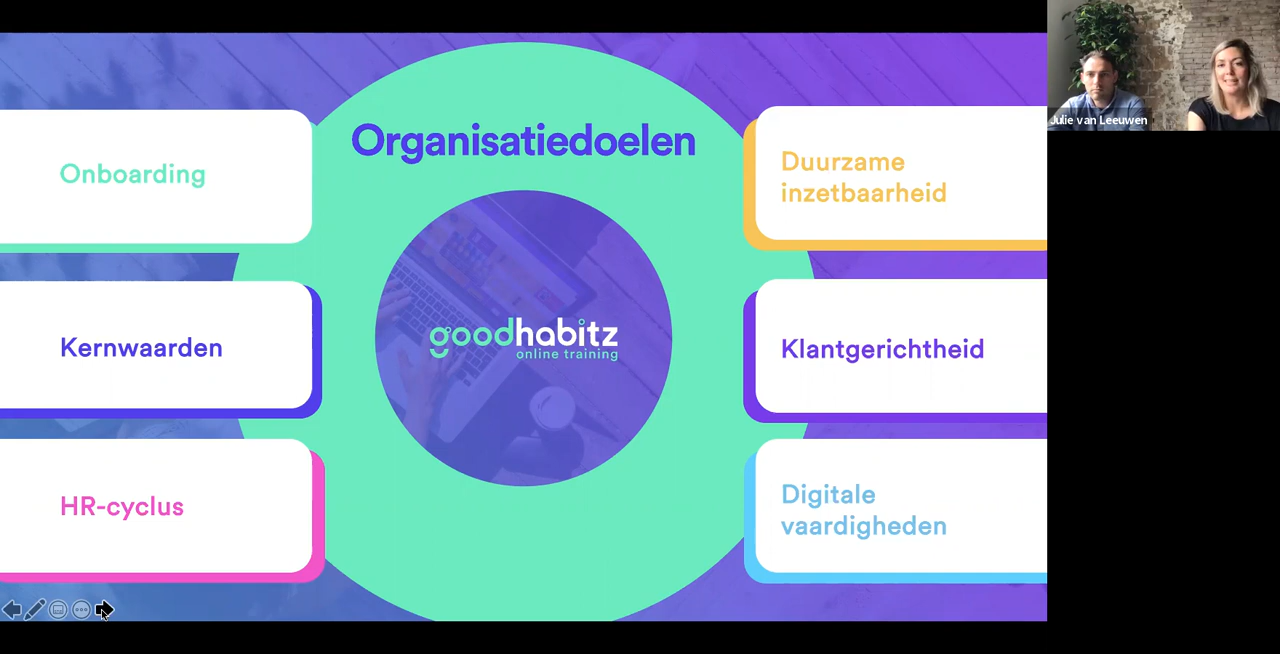 Organisatiedoelen
Onboarding
Kernwaarden
HR-cyclus
goodhabitz
online training
Duurzame
inzetbaarheid
Klantgerichtheid
Digitale
vaardigheden
Julie van Leeuwen